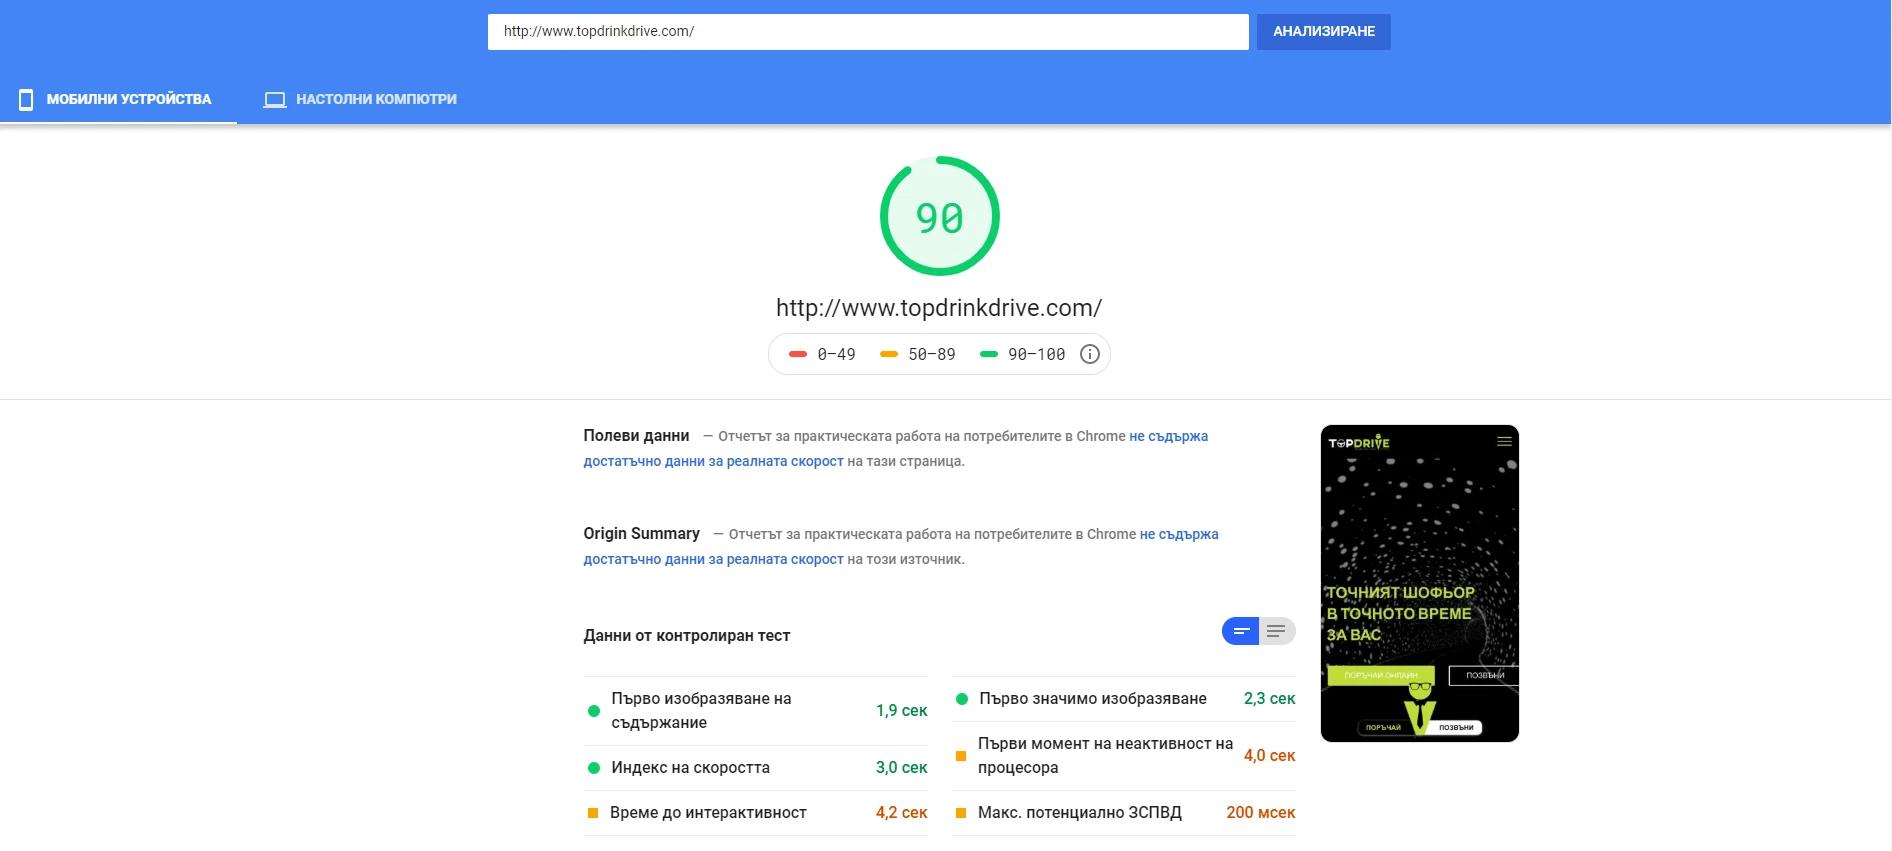 http://www.topdrinkdrive.com/
АНАЛИЗИРАНЕ
МОБИЛНИ УСТРОЙСТВА
НАСТОЛНИ КОМПЮТРИ
90
http://www.topdrinkdrive.com/
0–49
50–89
90–100
Полеви данни — Отчетът за практическата работа на потребителите в Chrome не съдържа
достатъчно данни за реалната скорост на тази страница.
Origin Summary — Отчетът за практическата работа на потребителите в Chrome не съдържа
достатъчно данни за реалната скорост на този източник.
Данни от контролиран тест
Първо изобразяване на
съдържание
1,9 сек
Индекс на скоростта 3,0 сек
Време до интерактивност 4,2 сек
Първо значимо изобразяване 2,3 сек
Първи момент на неактивност на
процесора
4,0 сек
Макс. потенциално ЗСПВД 200 мсек
TOPDRIVE
ТОЧНИЯТ ШОФЬОР
В ТОЧНОТО ВРЕМЕ
ЗА ВАС
ПОРЪЧАЙ ОНЛАЙН
ПОЗВЪНИ
ПОРЪЧАЙ
ПОЗВЪНИ